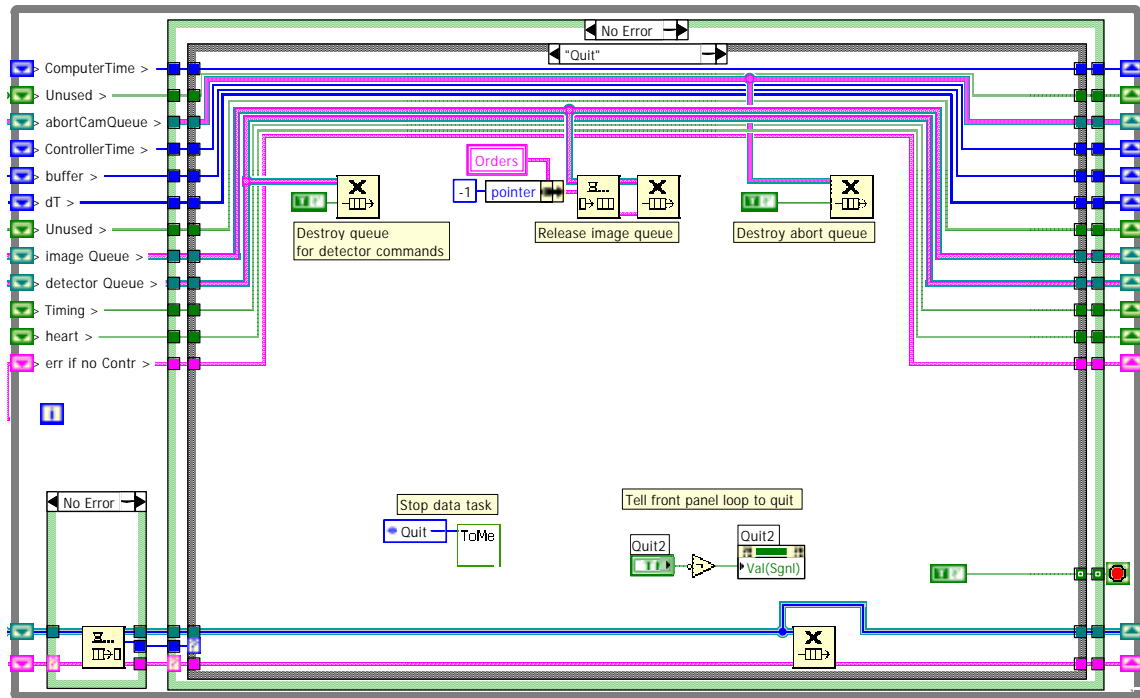 No Error
"Quit"
ComputerTime >
> Unused >
> abortCamQueue >
> ControllerTime >
> buffer >
> dT >
> Unused >
> image Queue >
> detector Queue >
> Timing >
> heart >
> err if no Contr >
Orders
-1
pointer
Destroy queue
for detector commands
Release image queue
Destroy abort queue
i
No Error
Stop data task
Quit
ToMe
Tell front panel loop to quit
Quit2
Quit2
Val(Sgnl)